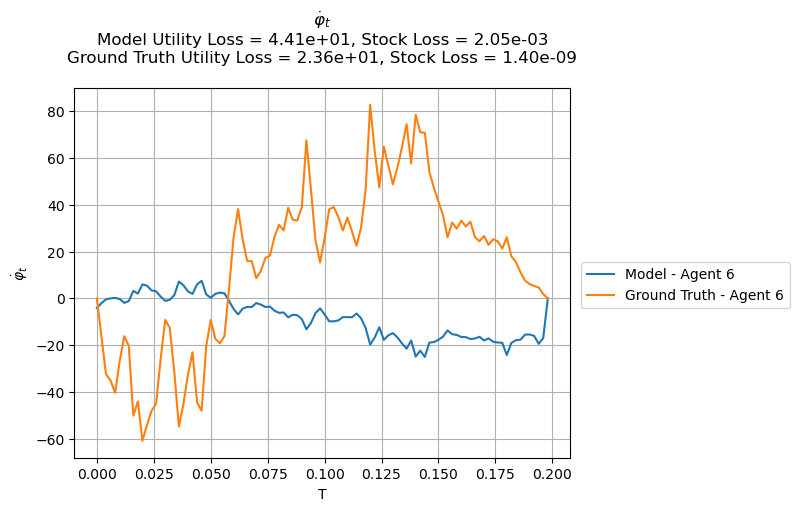 φ̇ₜ
Model Utility Loss = 4.41e+01, Stock Loss = 2.05e-03
Ground Truth Utility Loss = 2.36e+01, Stock Loss = 1.40e-09
80
60
40
20
0
−20
−40
−60
φ̇ₜ
0.000
0.025
0.050
0.075
0.100
0.125
0.150
0.175
0.200
T
Model - Agent 6
Ground Truth - Agent 6